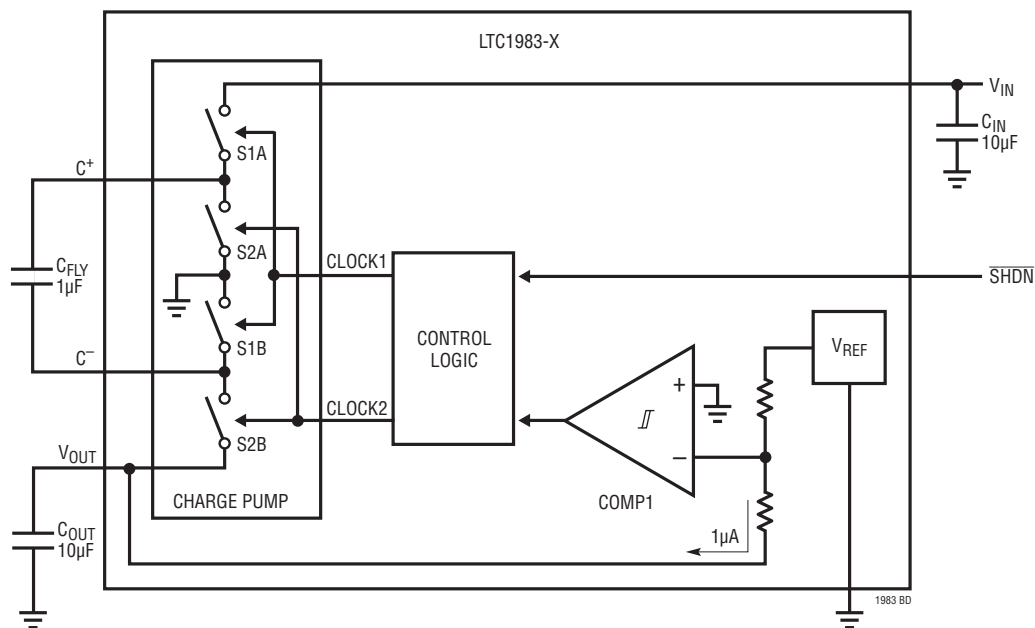 LTC1983-X
VIN
CIN
10µF
S1A
C+
S2A
CLOCK1
CFLY
1µF
SHDN
CONTROL
LOGIC
VREF
S1B
C−
+
CLOCK2
S2B
−
VOUT
COMP1
CHARGE PUMP
1µA
COUT
10µF
1983 BD